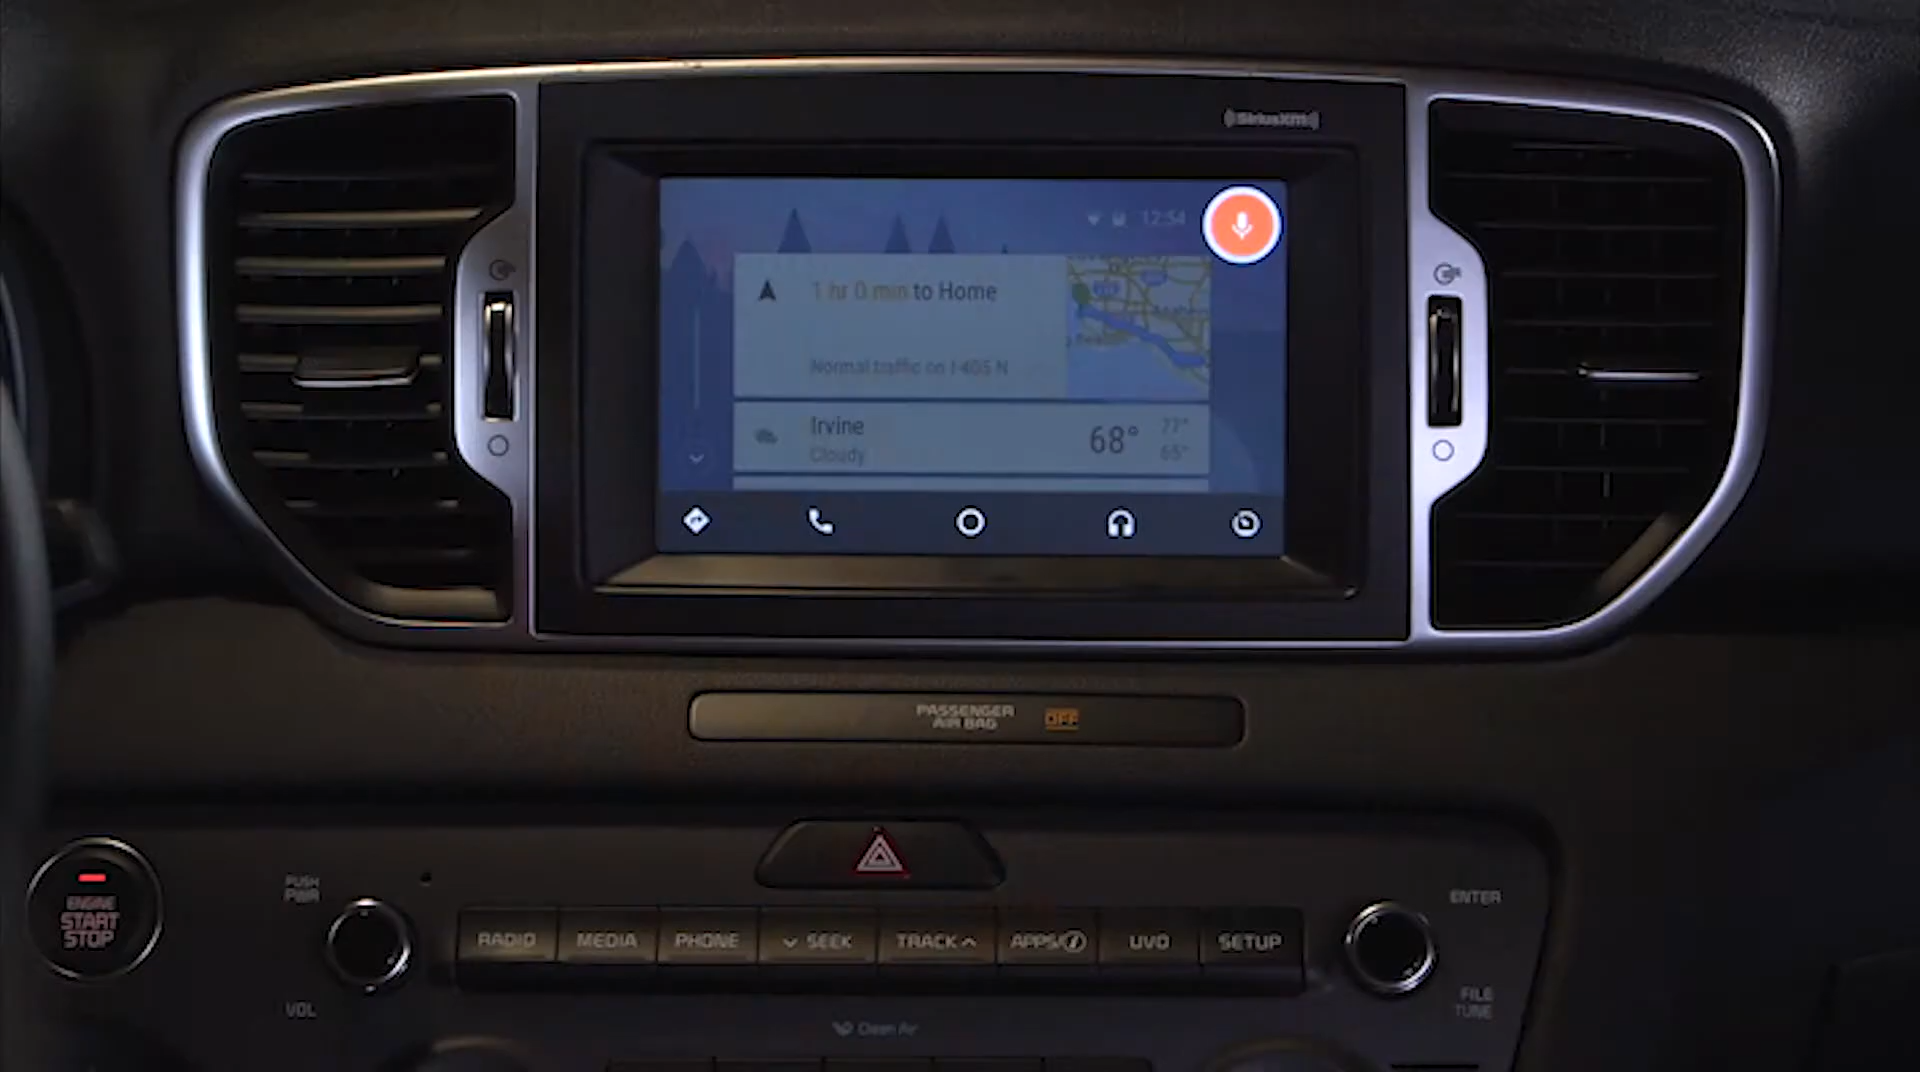 SiriusXM
12:54
1 hr 0 min to Home
Normal traffic on I-405 N
Irvine
Cloudy
68°
77°
65°
PASSENGER
AIR BAG
OFF
ENGINE
START
STOP
PUSH
PWR
VOL
RADIO
MEDIA
PHONE
SEEK
TRACK
APPS/i
UVO
SETUP
ENTER
FILE
TUNE
Clean Air